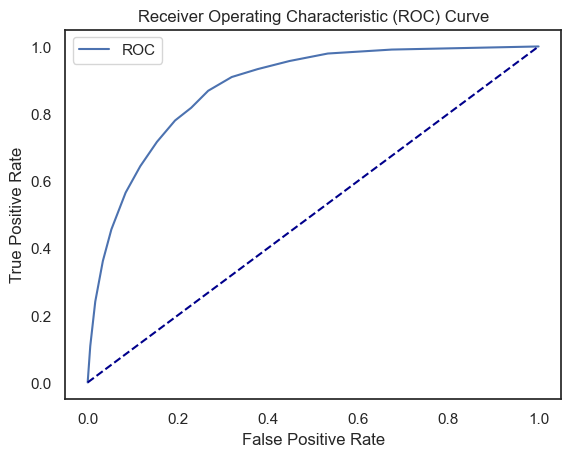 Receiver Operating Characteristic (ROC) Curve
ROC
True Positive Rate
1.0
0.8
0.6
0.4
0.2
0.0
0.0 0.2 0.4 0.6 0.8 1.0
False Positive Rate